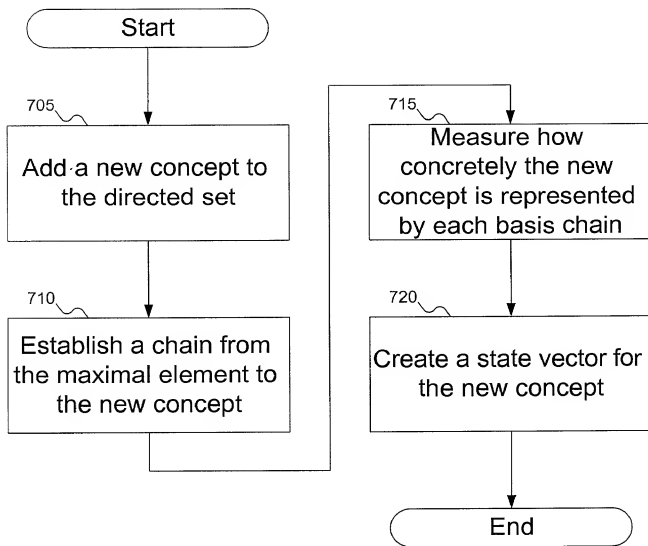 Start
705
Add a new concept to
the directed set
710
Establish a chain from
the maximal element to
the new concept
715
Measure how
concretely the new
concept is represented
by each basis chain
720
Create a state vector for
the new concept
End